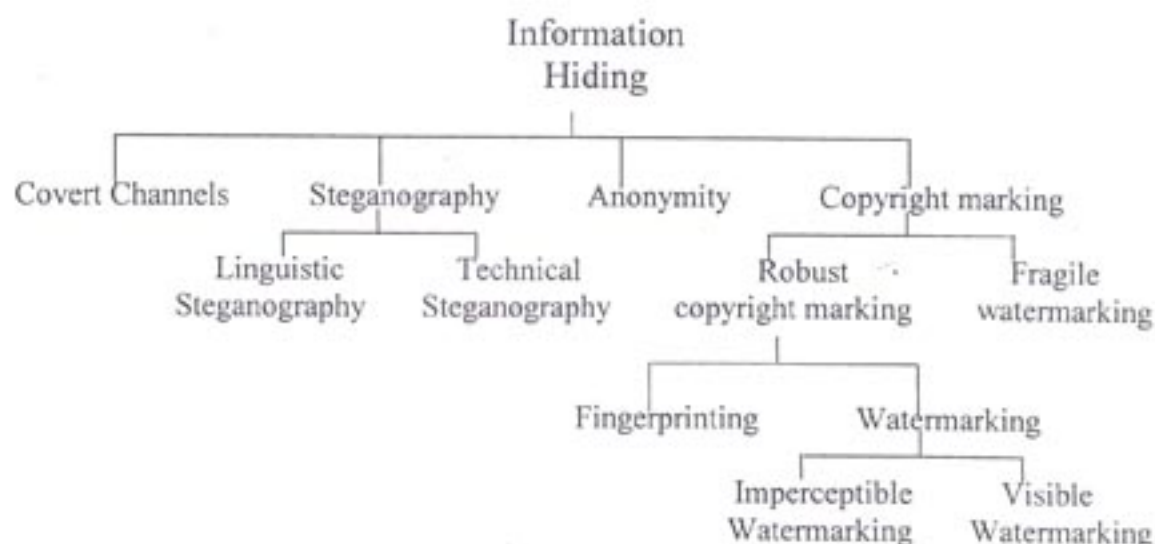 Information
Hiding
Covert Channels
Steganography
Anonymity
Copyright marking
Linguistic
Steganography
Technical
Steganography
Robust
copyright marking
Fragile
watermarking
Fingerprinting
Watermarking
Imperceptible
Watermarking
Visible
Watermarking